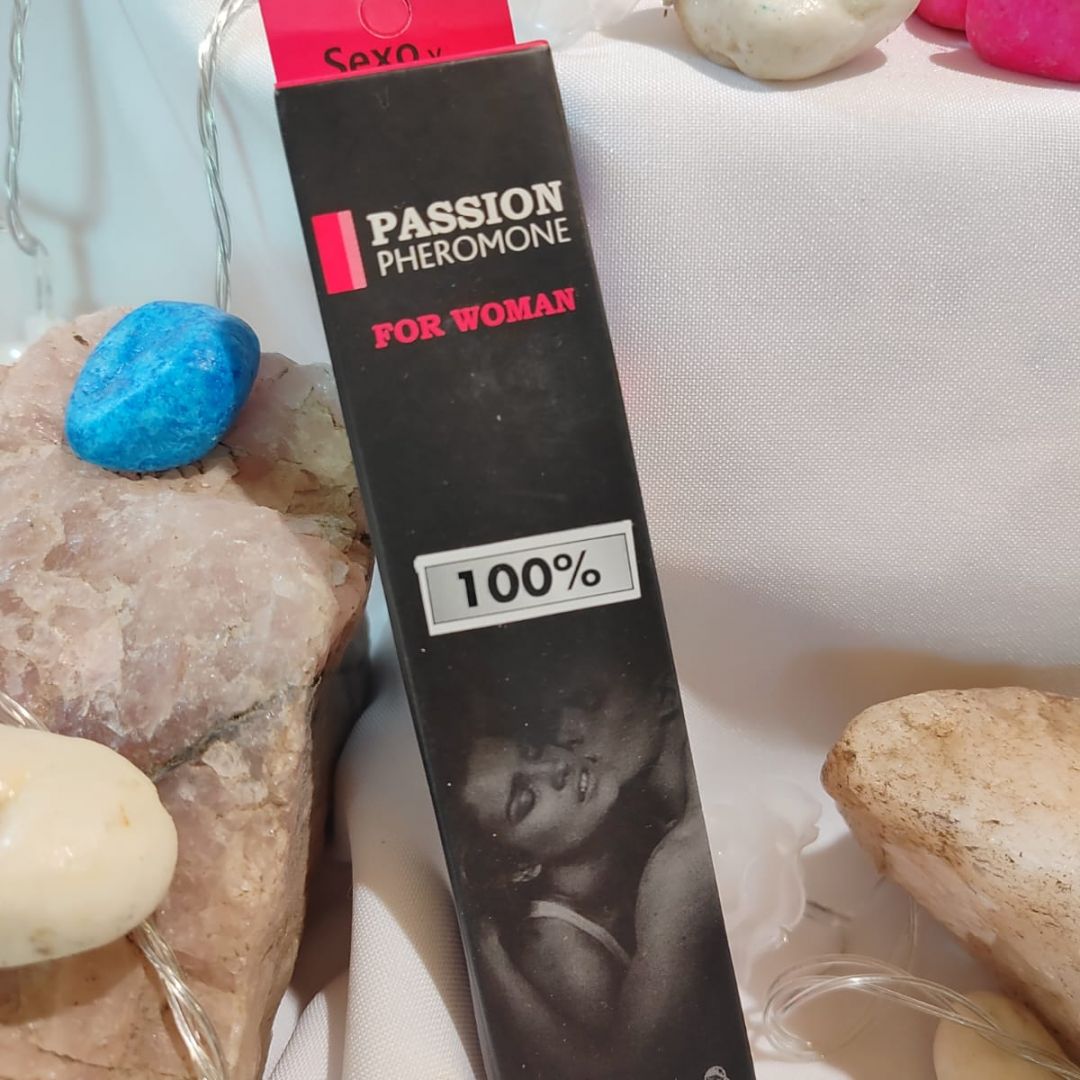 Sexo y
PASSION
PHEROMONE
FOR WOMAN
100%